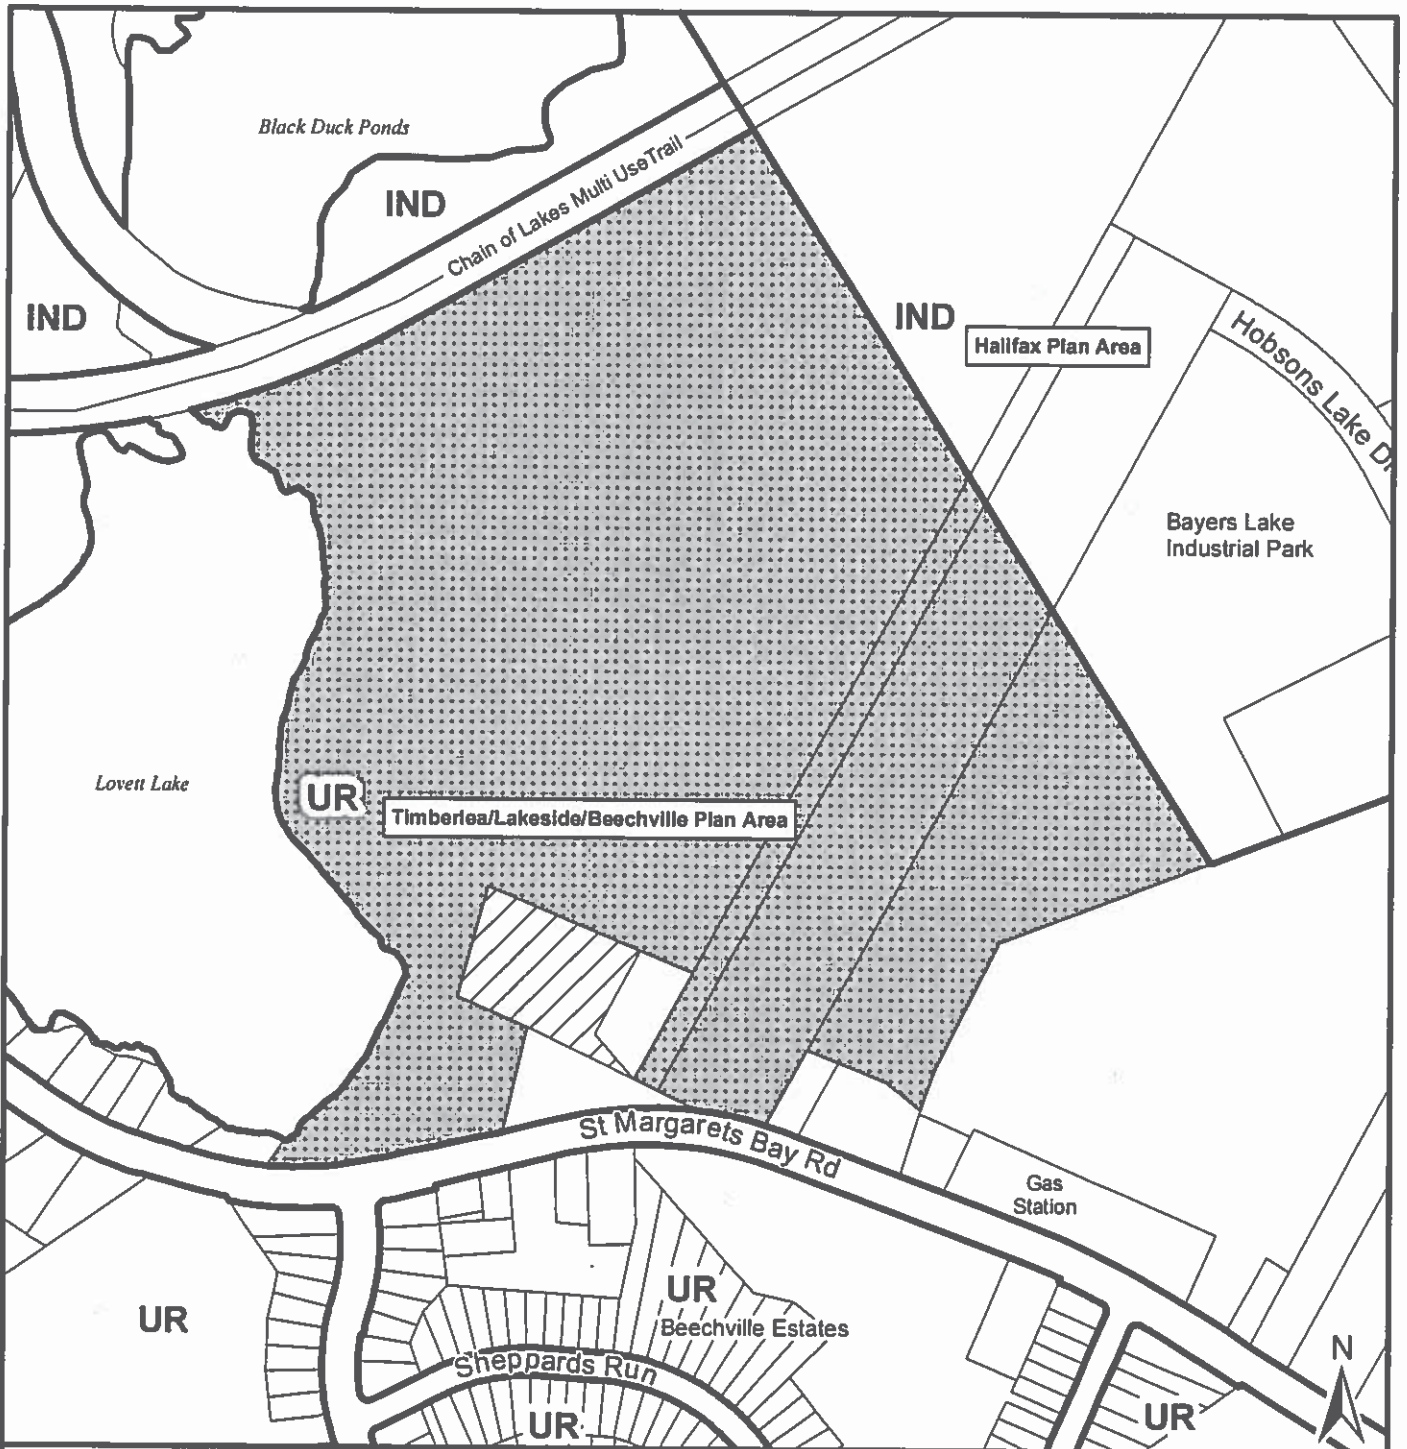 Black Duck Ponds
IND
Chain of Lakes Multi Use Trail
IND
IND
Halifax Plan Area
Hobsons Lake Dr
Bayers Lake
Industrial Park
Lovett Lake
UR
Timberlea/Lakeside/Beechville Plan Area
St Margarets Bay Rd
Gas
Station
UR
UR
Beechville Estates
Sheppards Run
UR
UR
N